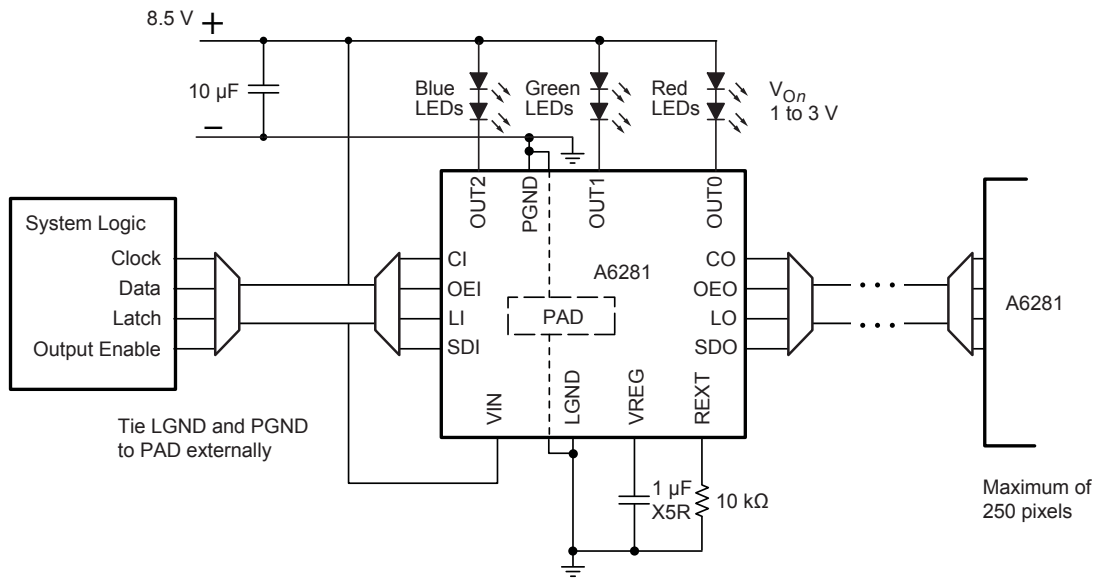 8.5 V +
10 µF
–
Blue
LEDs
Green
LEDs
Red
LEDs
VOn
1 to 3 V
OUT2
PGND
OUT1
OUT0
System Logic
Clock
Data
Latch
Output Enable
CI
OEI
LI
SDI
A6281
PAD
CO
OEO
LO
SDO
A6281
VIN
LGND
VREG
REXT
Tie LGND and PGND
to PAD externally
1 µF
X5R
10 kΩ
Maximum of
250 pixels